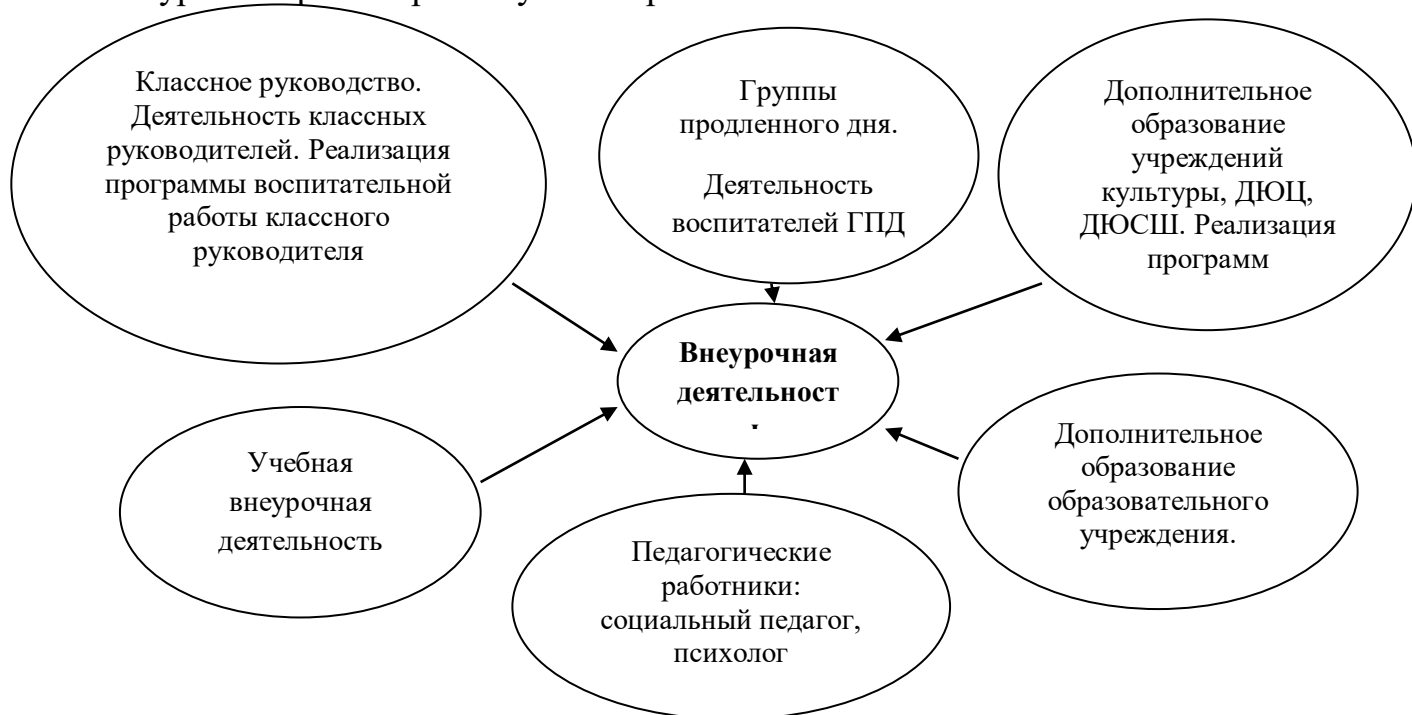 Классное руководство.
Деятельность классных
руководителей. Реализация
программы воспитательной
работы классного
руководителя
Группы
продленного дня.
Деятельность
воспитателей ГПД
Дополнительное
образование
учреждений
культуры, ДЮЦ,
ДЮСШ. Реализация
программ
Внеурочная
деятельност
Учебная
внеурочная
деятельность
Педагогические
работники:
социальный педагог,
психолог
Дополнительное
образование
образовательного
учреждения.